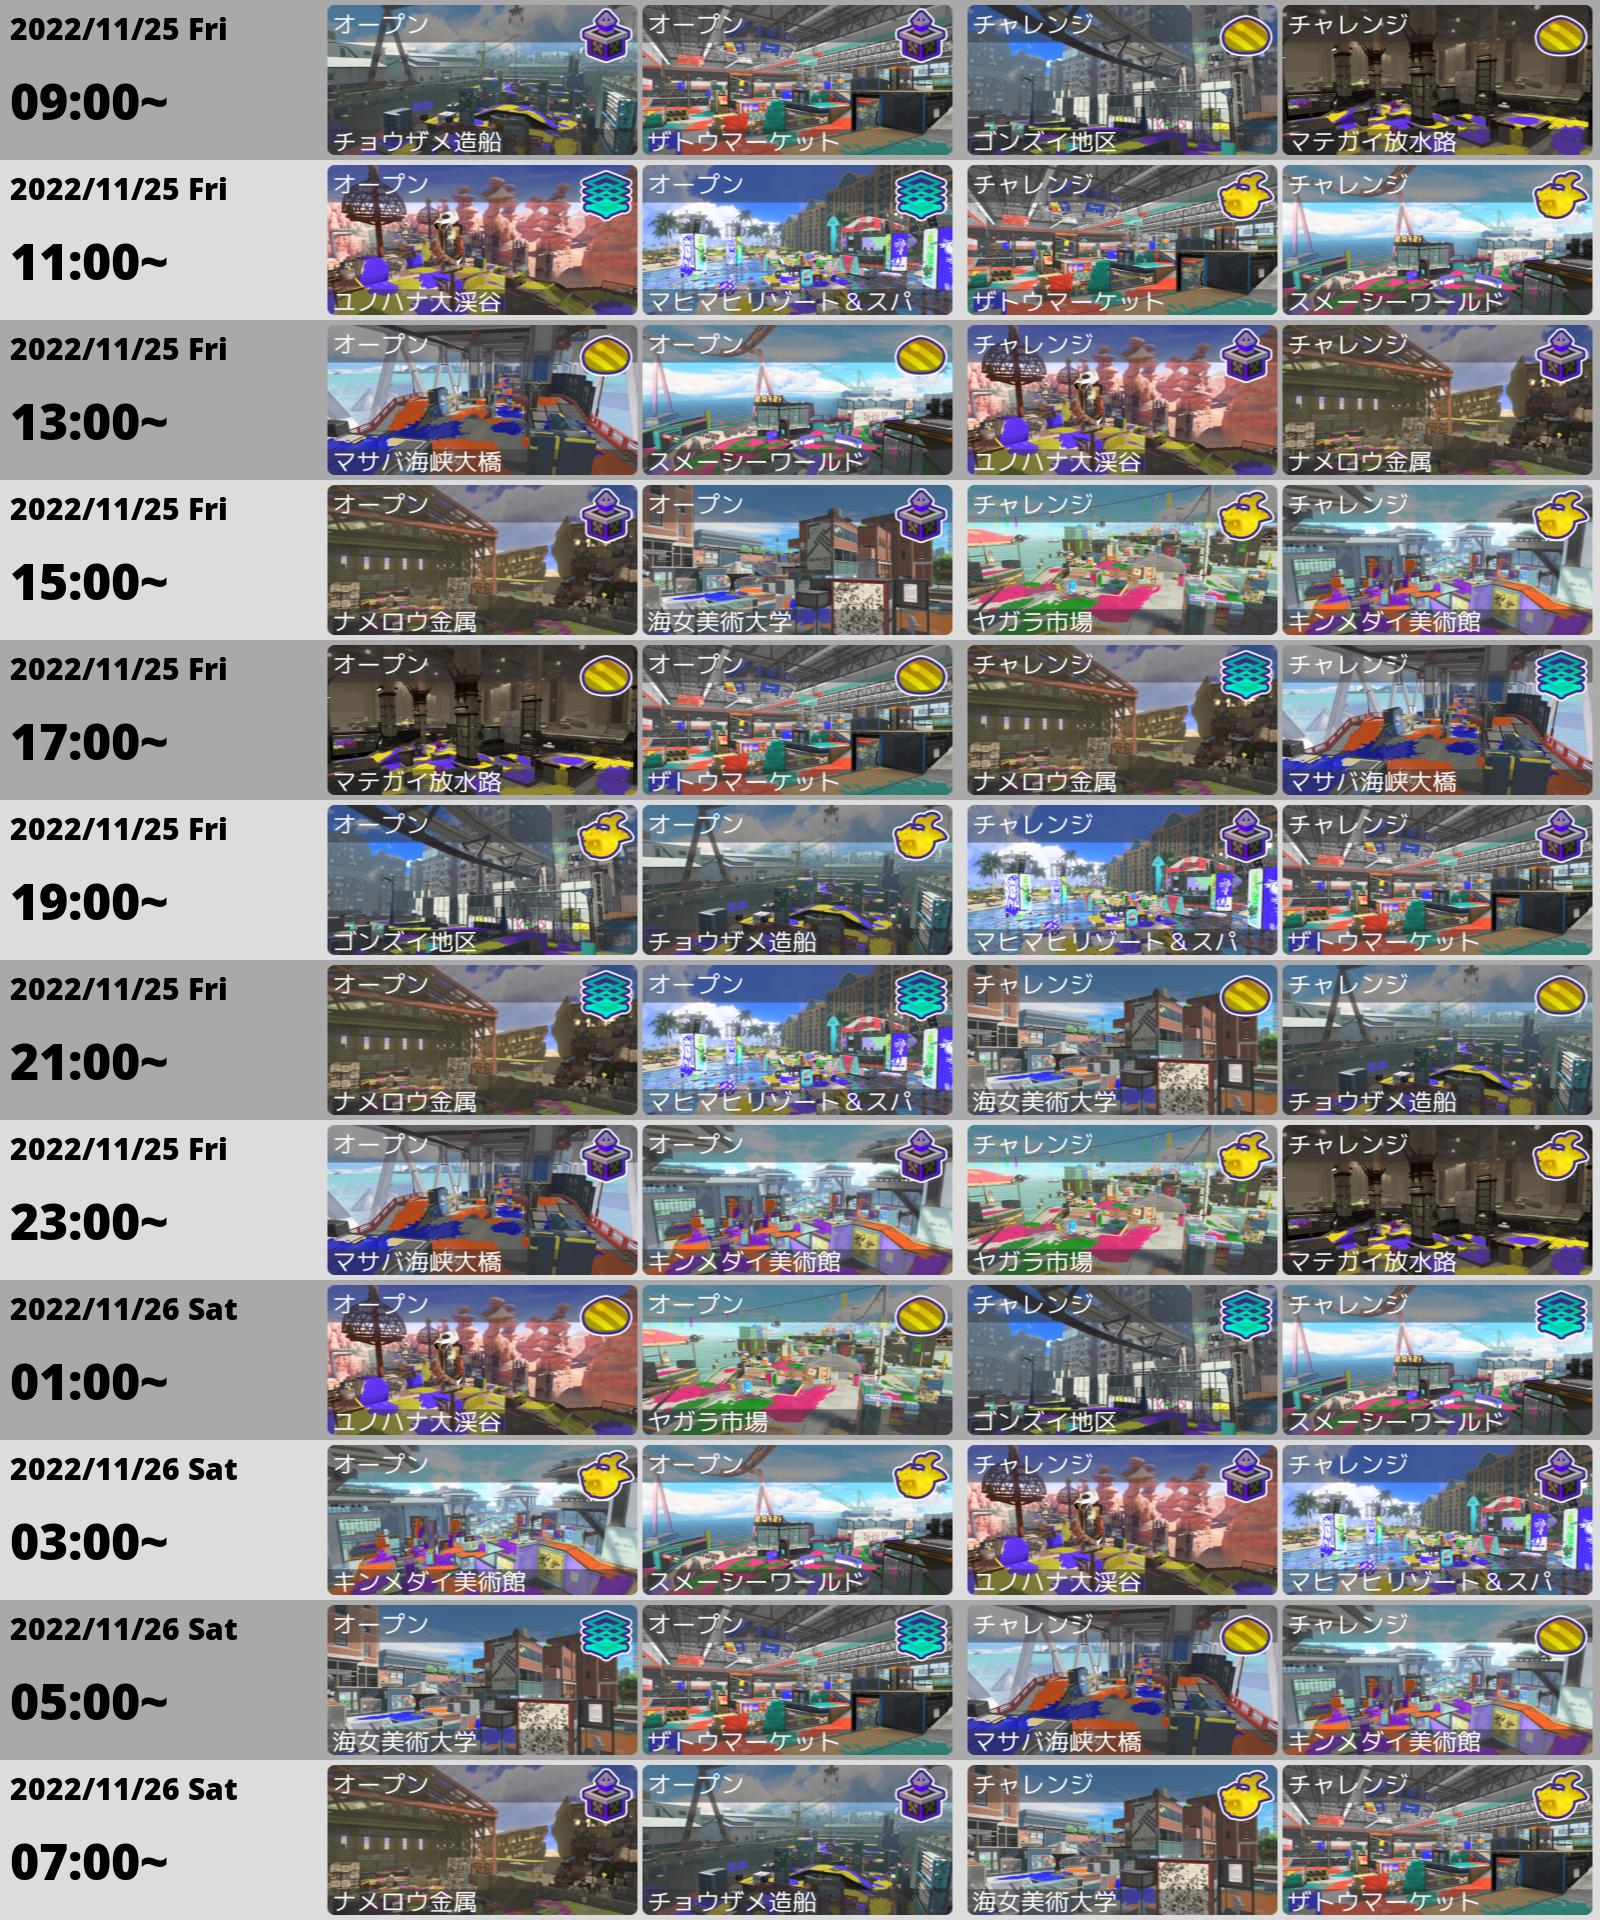 2022/11/25 Fri
09:00~
オープン オープン チャレンジ チャレンジ
チョウザメ造船 ザトウマーケット ゴンズイ地区 マテガイ放水路
2022/11/25 Fri
11:00~
オープン オープン チャレンジ チャレンジ
ユノハナ大渓谷 マヒマヒリゾート&スパ ザトウマーケット スメーシーワールド
2022/11/25 Fri
13:00~
オープン オープン チャレンジ チャレンジ
マサバ海峡大橋 スメーシーワールド ユノハナ大渓谷 ナメロウ金属
2022/11/25 Fri
15:00~
オープン オープン チャレンジ チャレンジ
ナメロウ金属 海女美術大学 ヤガラ市場 キンメダイ美術館
2022/11/25 Fri
17:00~
オープン オープン チャレンジ チャレンジ
マテガイ放水路 ザトウマーケット ナメロウ金属 マサバ海峡大橋
2022/11/25 Fri
19:00~
オープン オープン チャレンジ チャレンジ
ゴンズイ地区 チョウザメ造船 マヒマヒリゾート&スパ ザトウマーケット
2022/11/25 Fri
21:00~
オープン オープン チャレンジ チャレンジ
ナメロウ金属 マヒマヒリゾート&スパ 海女美術大学 チョウザメ造船
2022/11/25 Fri
23:00~
オープン オープン チャレンジ チャレンジ
マサバ海峡大橋 キンメダイ美術館 ヤガラ市場 マテガイ放水路
2022/11/26 Sat
01:00~
オープン オープン チャレンジ チャレンジ
ユノハナ大渓谷 ヤガラ市場 ゴンズイ地区 スメーシーワールド
2022/11/26 Sat
03:00~
オープン オープン チャレンジ チャレンジ
キンメダイ美術館 スメーシーワールド ユノハナ大渓谷 マヒマヒリゾート&スパ
2022/11/26 Sat
05:00~
オープン オープン チャレンジ チャレンジ
海女美術大学 ザトウマーケット マサバ海峡大橋 キンメダイ美術館
2022/11/26 Sat
07:00~
オープン オープン チャレンジ チャレンジ
ナメロウ金属 チョウザメ造船 海女美術大学 ザトウマーケット